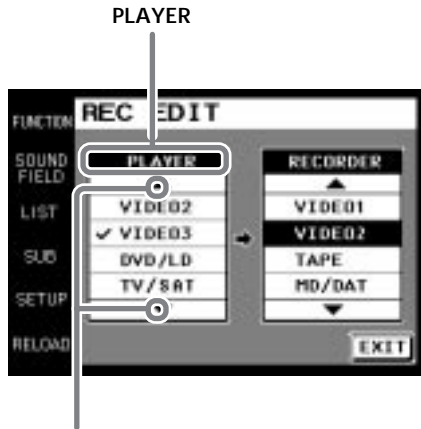 PLAYER
REC EDIT
FUNCTION
SOUND
FIELD
LIST
SUB
SETUP
RELOAD
PLAYER
VIDEO2
✓ VIDEO3
DVD/LD
TV/SAT
RECORDER
VIDEO1
VIDEO2
TAPE
MD/DAT
EXIT